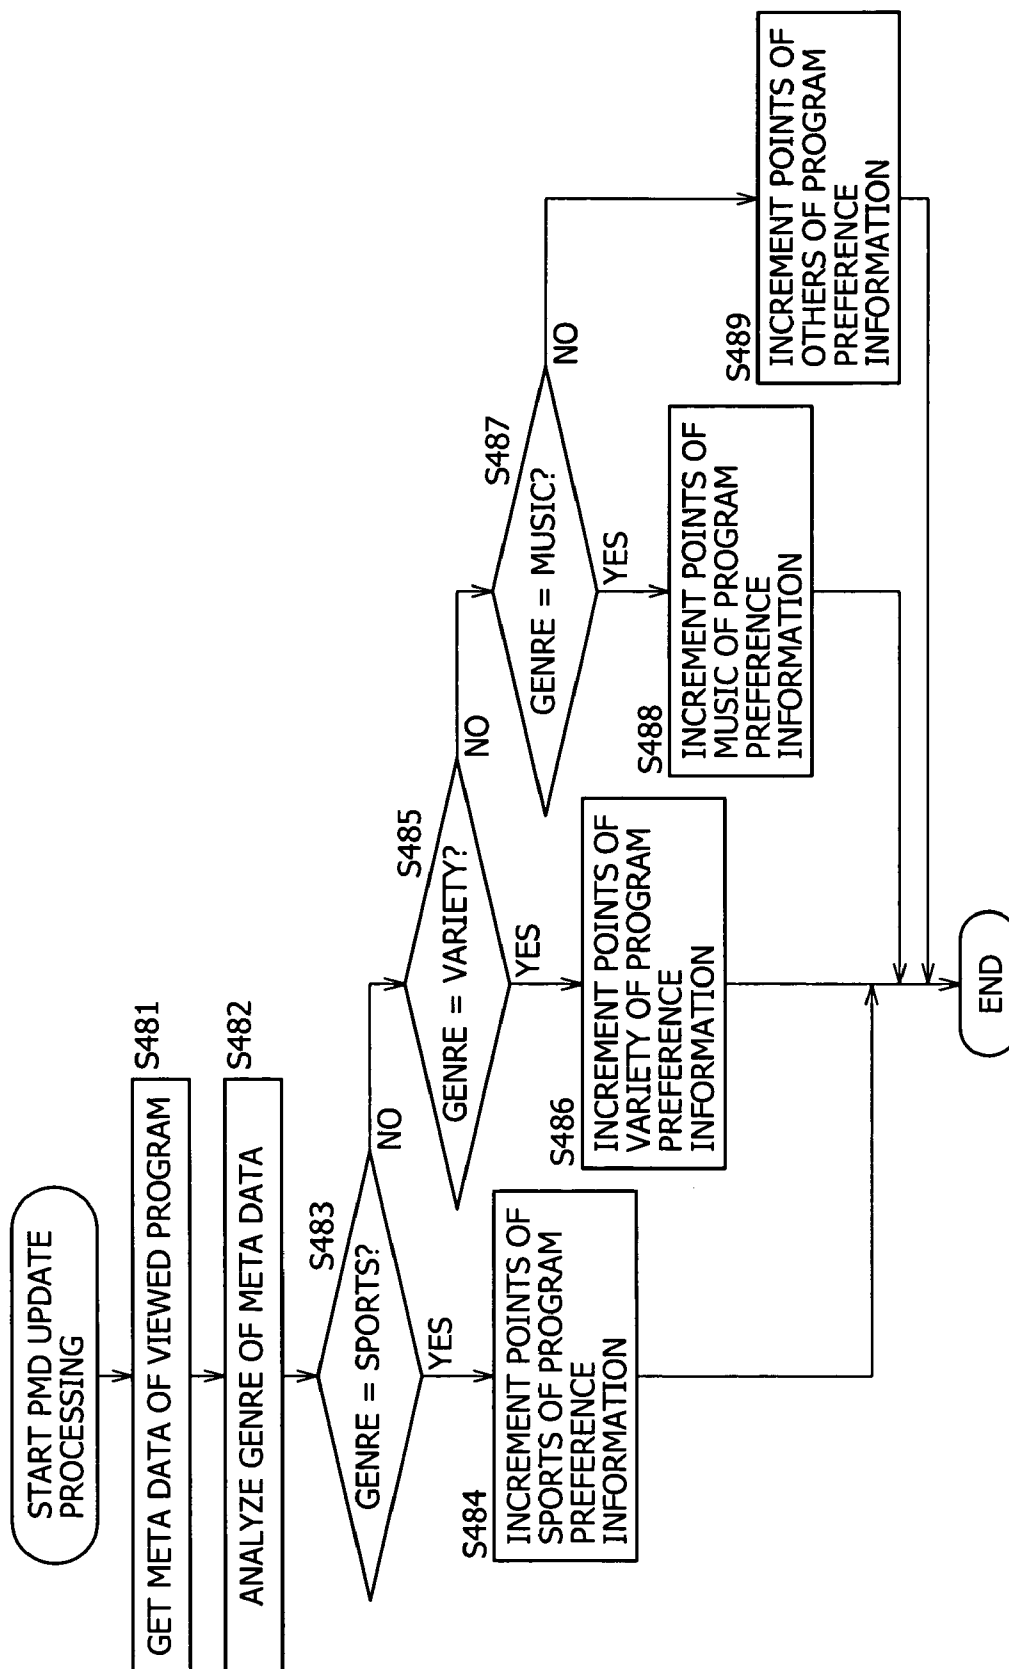 START PMD UPDATE
PROCESSING
S481
GET META DATA OF VIEWED PROGRAM
S482
ANALYZE GENRE OF META DATA
S483
GENRE = SPORTS?
NO
YES
S484
INCREMENT POINTS OF
SPORTS OF PROGRAM
PREFERENCE
INFORMATION
S485
GENRE = VARIETY?
NO
YES
S486
INCREMENT POINTS OF
VARIETY OF PROGRAM
PREFERENCE
INFORMATION
S487
GENRE = MUSIC?
NO
YES
S488
INCREMENT POINTS OF
MUSIC OF PROGRAM
PREFERENCE
INFORMATION
S489
INCREMENT POINTS OF
OTHERS OF PROGRAM
PREFERENCE
INFORMATION
END